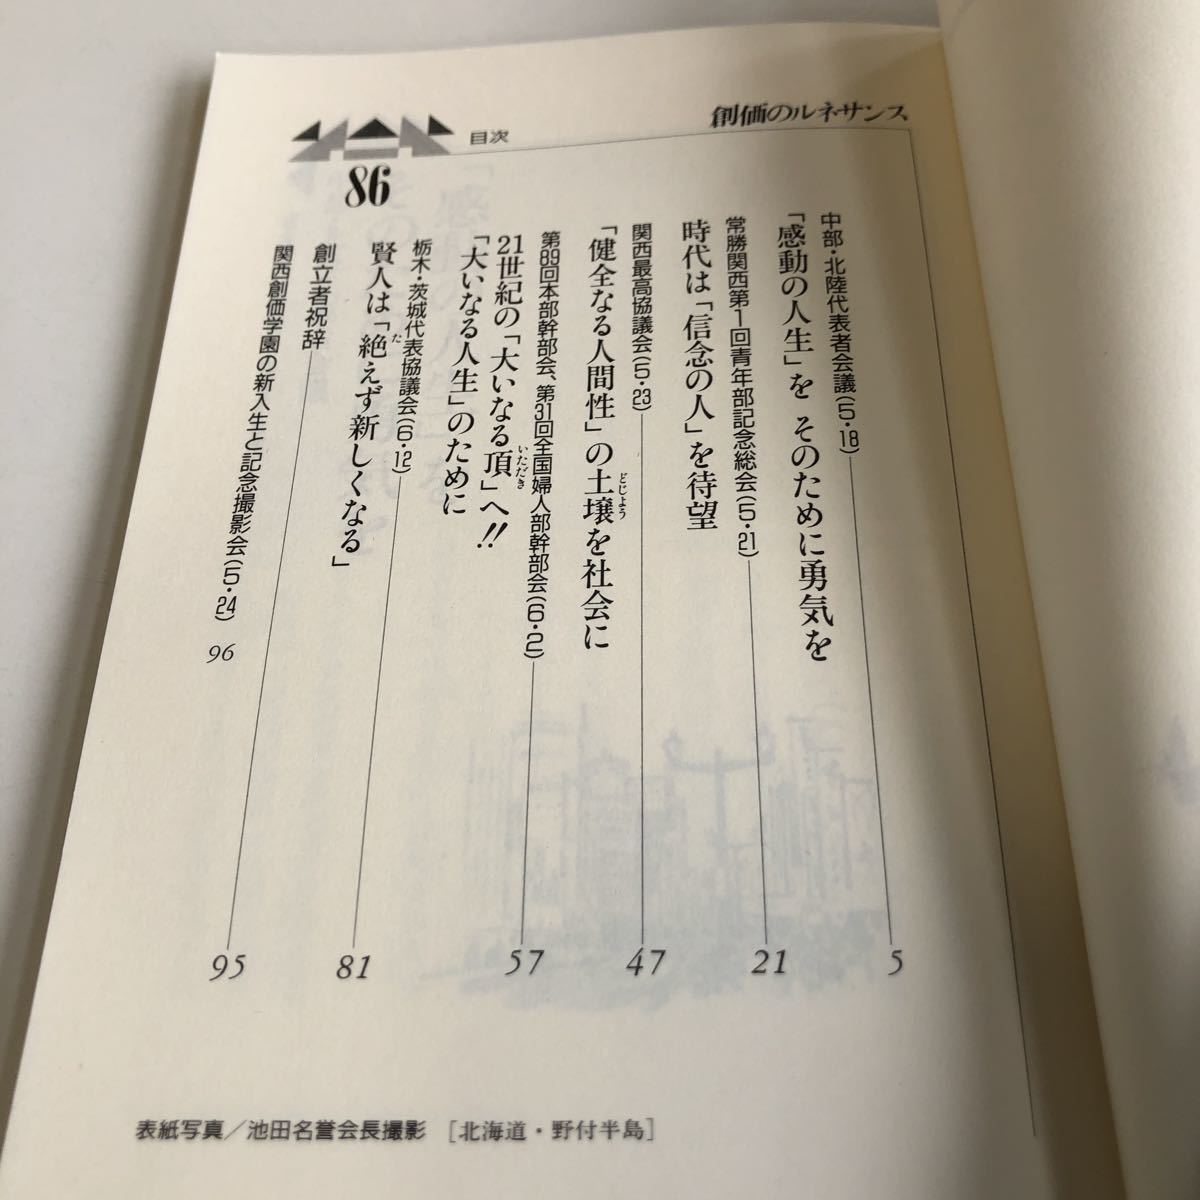 創価のルネサンス
目次
86
中部・北陸代表者会議(5・18)
「感動の人生」を そのために勇気を
5
常勝関西第1回青年部記念総会(5・21)
時代は「信念の人」を待望
21
関西最高協議会(5・23)
「健全なる人間性」の土壌を社会に
どじょう
47
第89回本部幹部会、第31回全国婦人部幹部会(6・2)
21世紀の「大いなる頂」へ!!
いただき
「大いなる人生」のために
57
栃木・茨城代表協議会(6・12)
賢人は「絶えず新しくなる」
た
81
創立者祝辞
95
関西創価学園の新入生と記念撮影会(5・24)
96
表紙写真/池田名誉会長撮影 [北海道・野付半島]